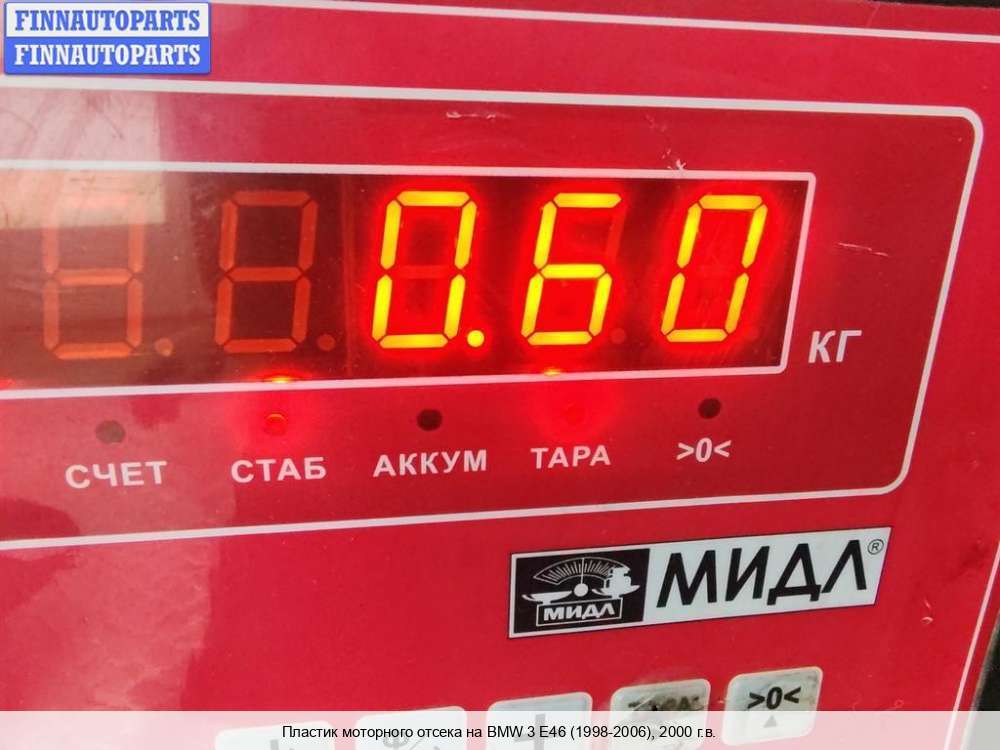 FINNAUTOPARTS
FINNAUTOPARTS
0.60
КГ
СЧЕТ СТАБ АККУМ ТАРА >0<
МИДЛ МИДЛ®
>0<
Пластик моторного отсека на BMW 3 E46 (1998-2006), 2000 г.в.